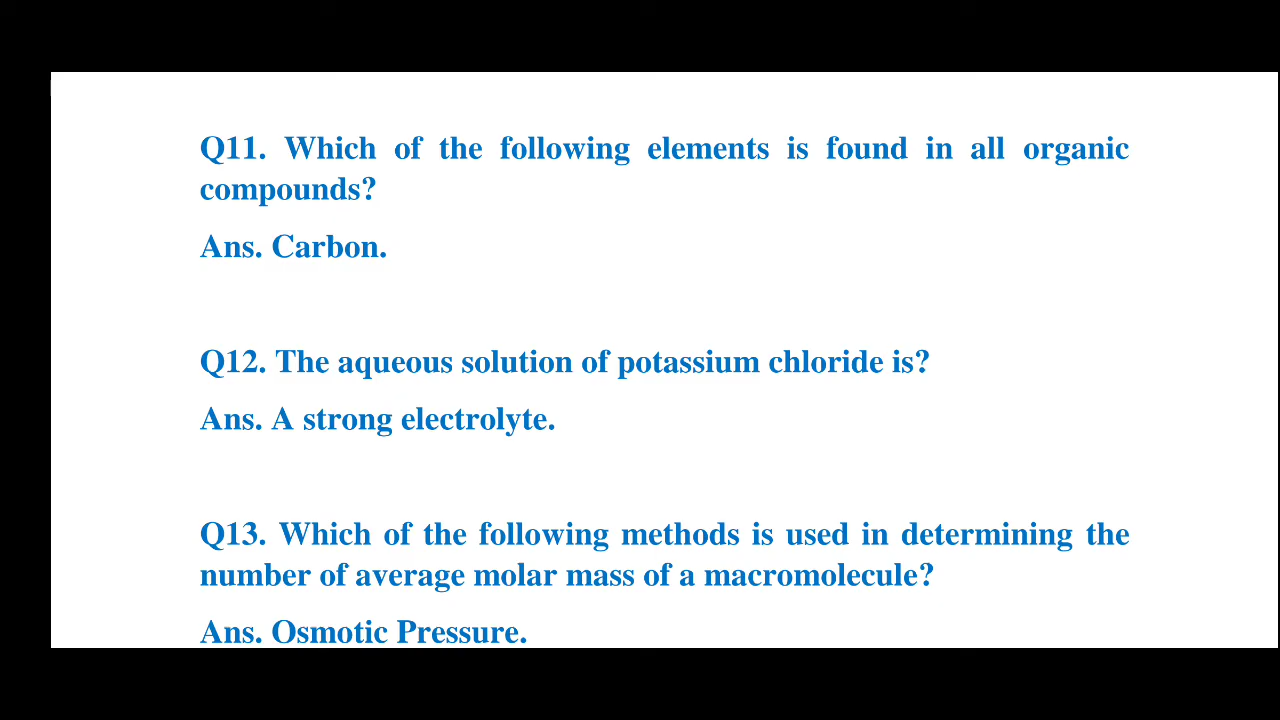 Q11. Which of the following elements is found in all organic
compounds?
Ans. Carbon.
Q12. The aqueous solution of potassium chloride is?
Ans. A strong electrolyte.
Q13. Which of the following methods is used in determining the
number of average molar mass of a macromolecule?
Ans. Osmotic Pressure.